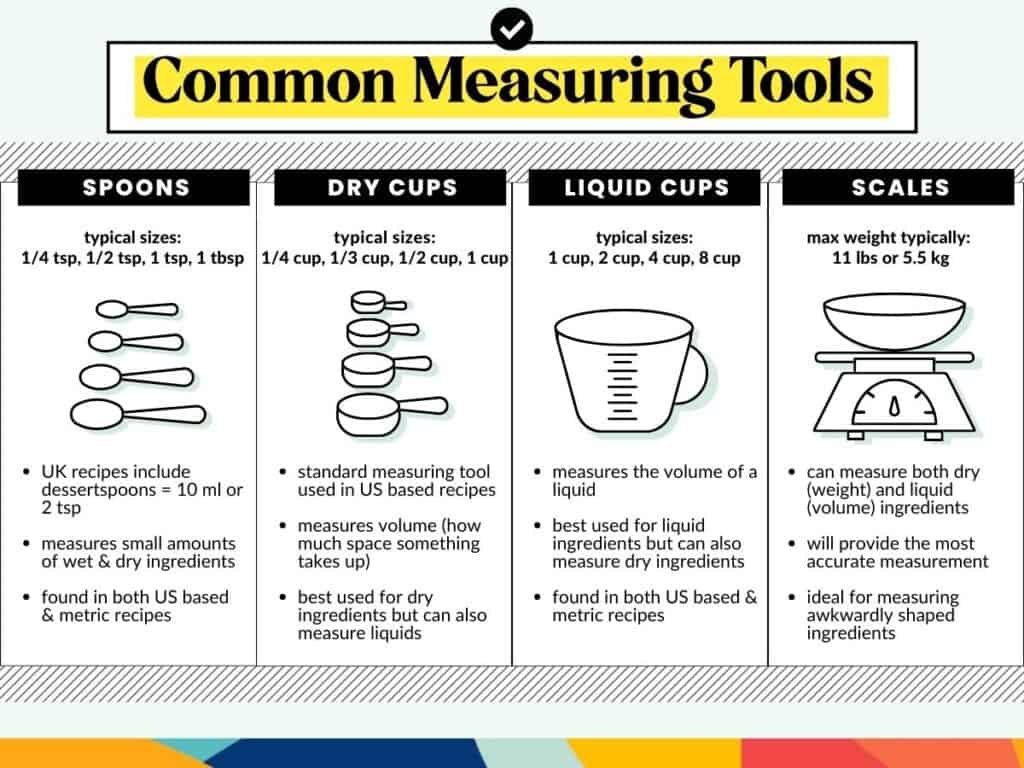 Common Measuring Tools
SPOONS
typical sizes:
1/4 tsp, 1/2 tsp, 1 tsp, 1 tbsp
• UK recipes include
dessertspoons = 10 ml or
2 tsp
• measures small amounts
of wet & dry ingredients
• found in both US based
& metric recipes
DRY CUPS
typical sizes:
1/4 cup, 1/3 cup, 1/2 cup, 1 cup
• standard measuring tool
used in US based recipes
• measures volume (how
much space something
takes up)
• best used for dry
ingredients but can also
measure liquids
LIQUID CUPS
typical sizes:
1 cup, 2 cup, 4 cup, 8 cup
• measures the volume of a
liquid
• best used for liquid
ingredients but can also
measure dry ingredients
• found in both US based &
metric recipes
SCALES
max weight typically:
11 lbs or 5.5 kg
• can measure both dry
(weight) and liquid
(volume) ingredients
• will provide the most
accurate measurement
• ideal for measuring
awkwardly shaped
ingredients